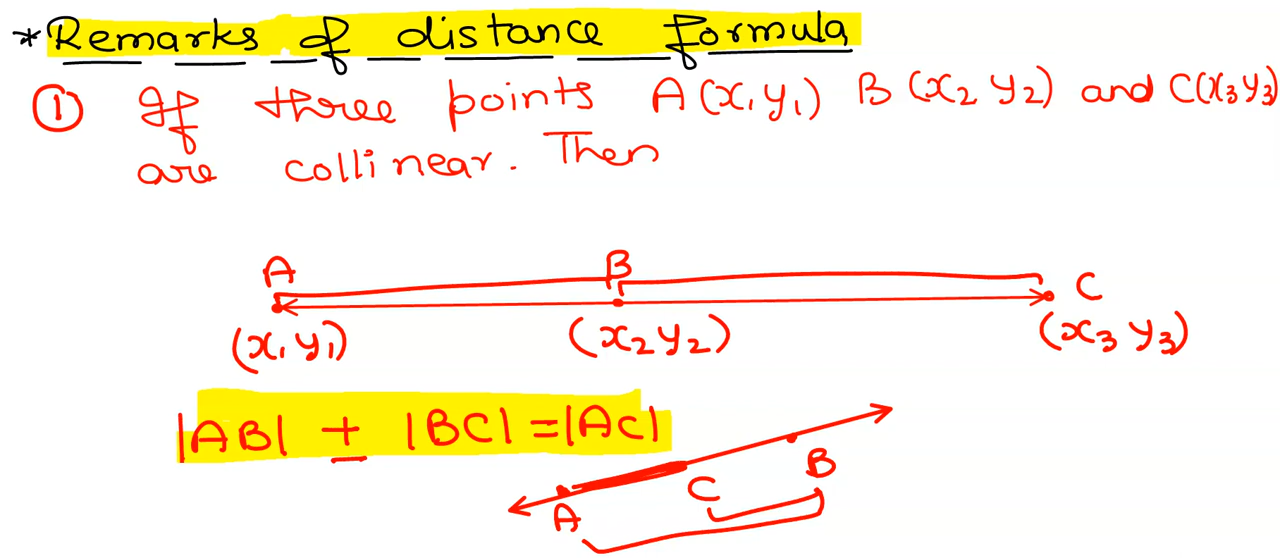 * Remarks of distance formula
① If three points A(x₁ y₁) B(x₂ y₂) and C(x₃ y₃)
are collinear. Then
A B C
(x₁ y₁) (x₂ y₂) (x₃ y₃)
|AB| + |BC| = |AC|
A C B